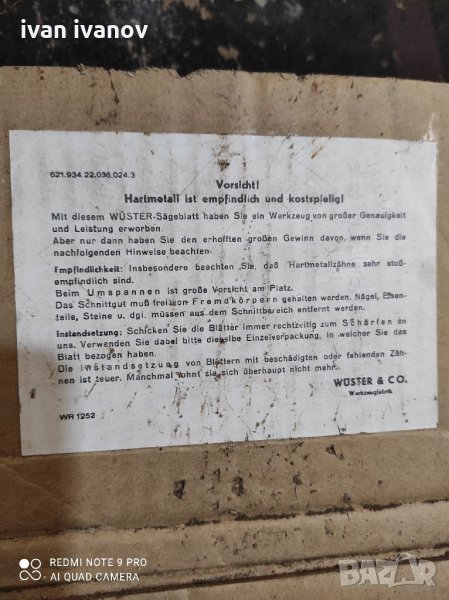 ivan ivanov
621.934.22.036.024.3
Vorsicht!
Hartmetall ist empfindlich und kostspielig!
Mit diesem WÜSTER-Sägeblatt haben Sie ein Werkzeug von großer Genauigkeit
und Leistung erworben.
Aber nur dann haben Sie den erhofften großen Gewinn davon, wenn Sie die
nachfolgenden Hinweise beachten.
Empfindlichkeit: Insbesondere beachten Sie, daß Hartmetallzähne sehr stoß-
empfindlich sind.
Beim Umspannen ist große Vorsicht am Platz.
Das Schnittgut muß frei von Fremdkörpern gehalten werden. Nägel, Eisen-
teile, Steine u. dgl. müssen aus dem Schnittbereich entfernt werden.
Instandsetzung: Schicken Sie die Blätter immer rechtzeitig zum Schärfen an
uns. Verwenden Sie dabei bitte dieselbe Einzelverpackung, in welcher Sie das
Blatt bezogen haben.
Die Instandsetzung von Blättern mit beschädigten oder fehlenden Zäh-
nen ist teuer. Manchmal lohnt sie sich überhaupt nicht mehr.
WÜSTER & CO.
Werkzeugfabrik
WR 1252
REDMI NOTE 9 PRO
AI QUAD CAMERA
BAZAR